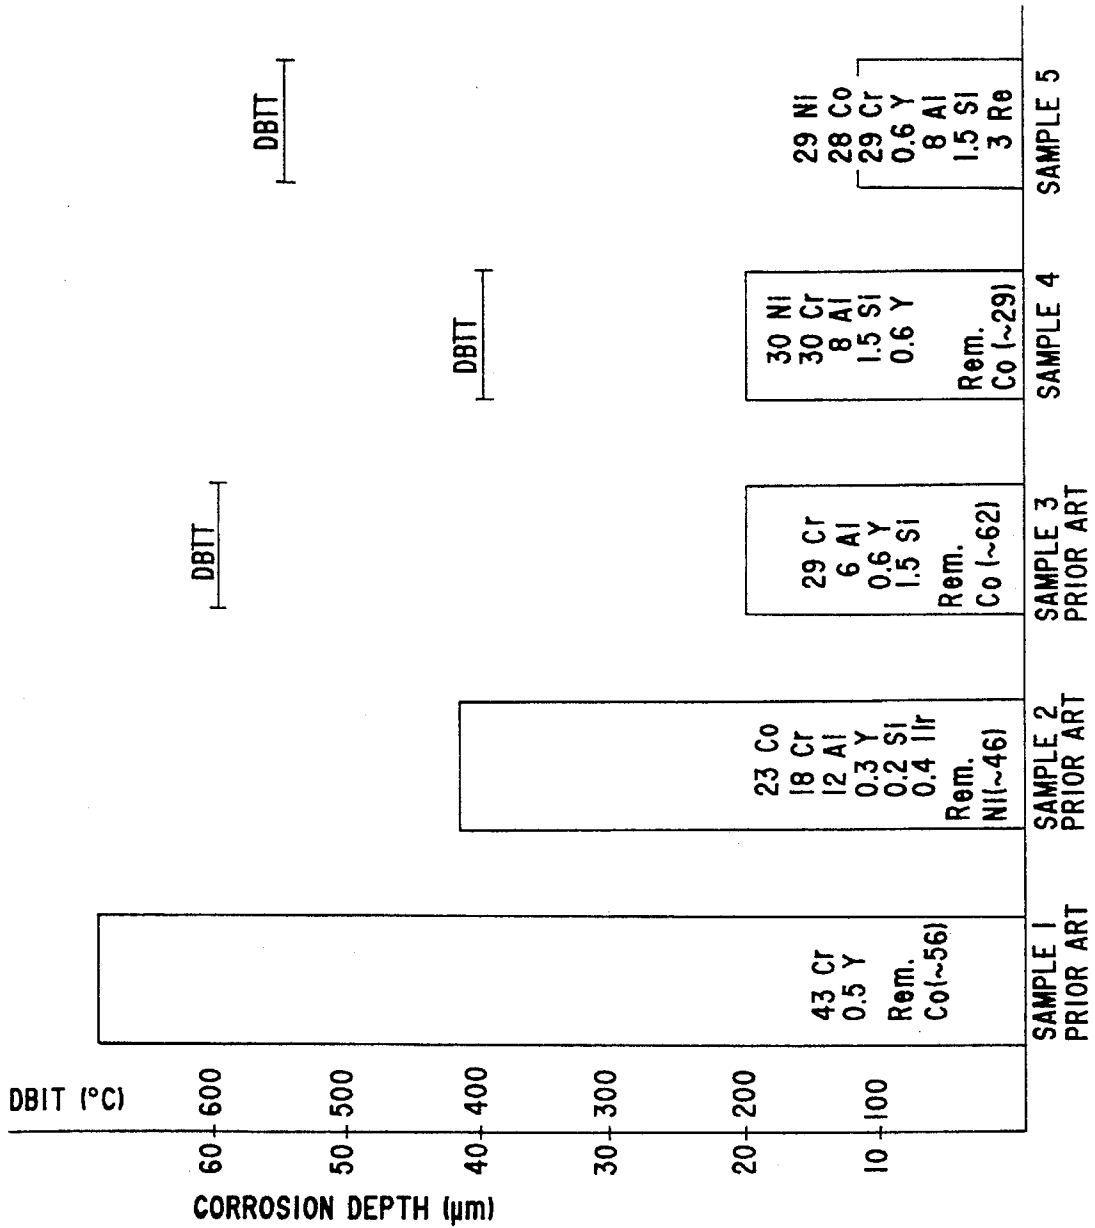 DBIT (°C)
600
500
400
300
200
100
60
50
40
30
20
10
CORROSION DEPTH (µm)
43 Cr
0.5 Y
Rem.
Co(~56)
SAMPLE 1
PRIOR ART
23 Co
18 Cr
12 Al
0.3 Y
0.2 Si
Rem.
Ni(~46)
SAMPLE 2
PRIOR ART
DBTT
29 Cr
6 Al
0.6 Y
1.5 Si
Rem.
Co (~62)
SAMPLE 3
PRIOR ART
DBTT
30 Ni
30 Cr
8 Al
1.5 Si
0.6 Y
Rem.
Co (~29)
SAMPLE 4
DBTT
29 Ni
28 Co
29 Cr
0.6 Y
8 Al
1.5 Si
3 Re
SAMPLE 5